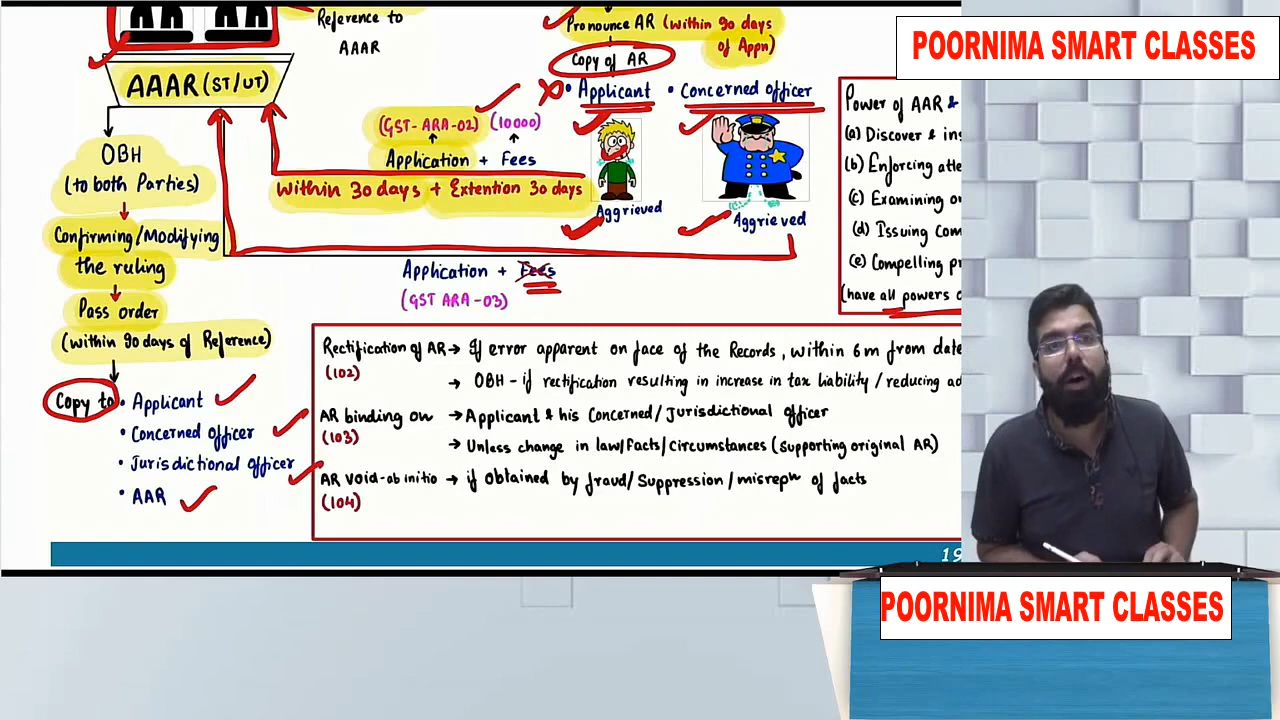 Reference to
AAAR
Pronounce AR (within 90 days
of Appn)
Copy of AR
• Applicant • Concerned officer
POORNIMA SMART CLASSES
AAAR (ST/UT)
(GST-ARA-02) (10000)
Application + Fees
Within 30 days + Extention 30 days
Aggrieved
Aggrieved
Application + Fees
(GST ARA-03)
OBH
(to both Parties)
Confirming/Modifying
the ruling
Pass order
(within 90 days of Reference)
Copy to • Applicant
• Concerned officer
• Jurisdictional officer
• AAR
Power of AAR &
(a) Discover & ins
(b) Enforcing atte
(c) Examining o
(d) Issuing com
(e) Compelling p
(have all powers
Rectification of AR → If error apparent on face of the Records, within 6m from date
(102)
→ OBH - if rectification resulting in increase in tax liability / reducing ad
AR binding on → Applicant & his Concerned/Jurisdictional officer
(103)
→ Unless change in law/Facts/circumstances (supporting original AR)
AR void-ab initio → if obtained by fraud/Suppression/misrepn of facts
(104)
19
POORNIMA SMART CLASSES